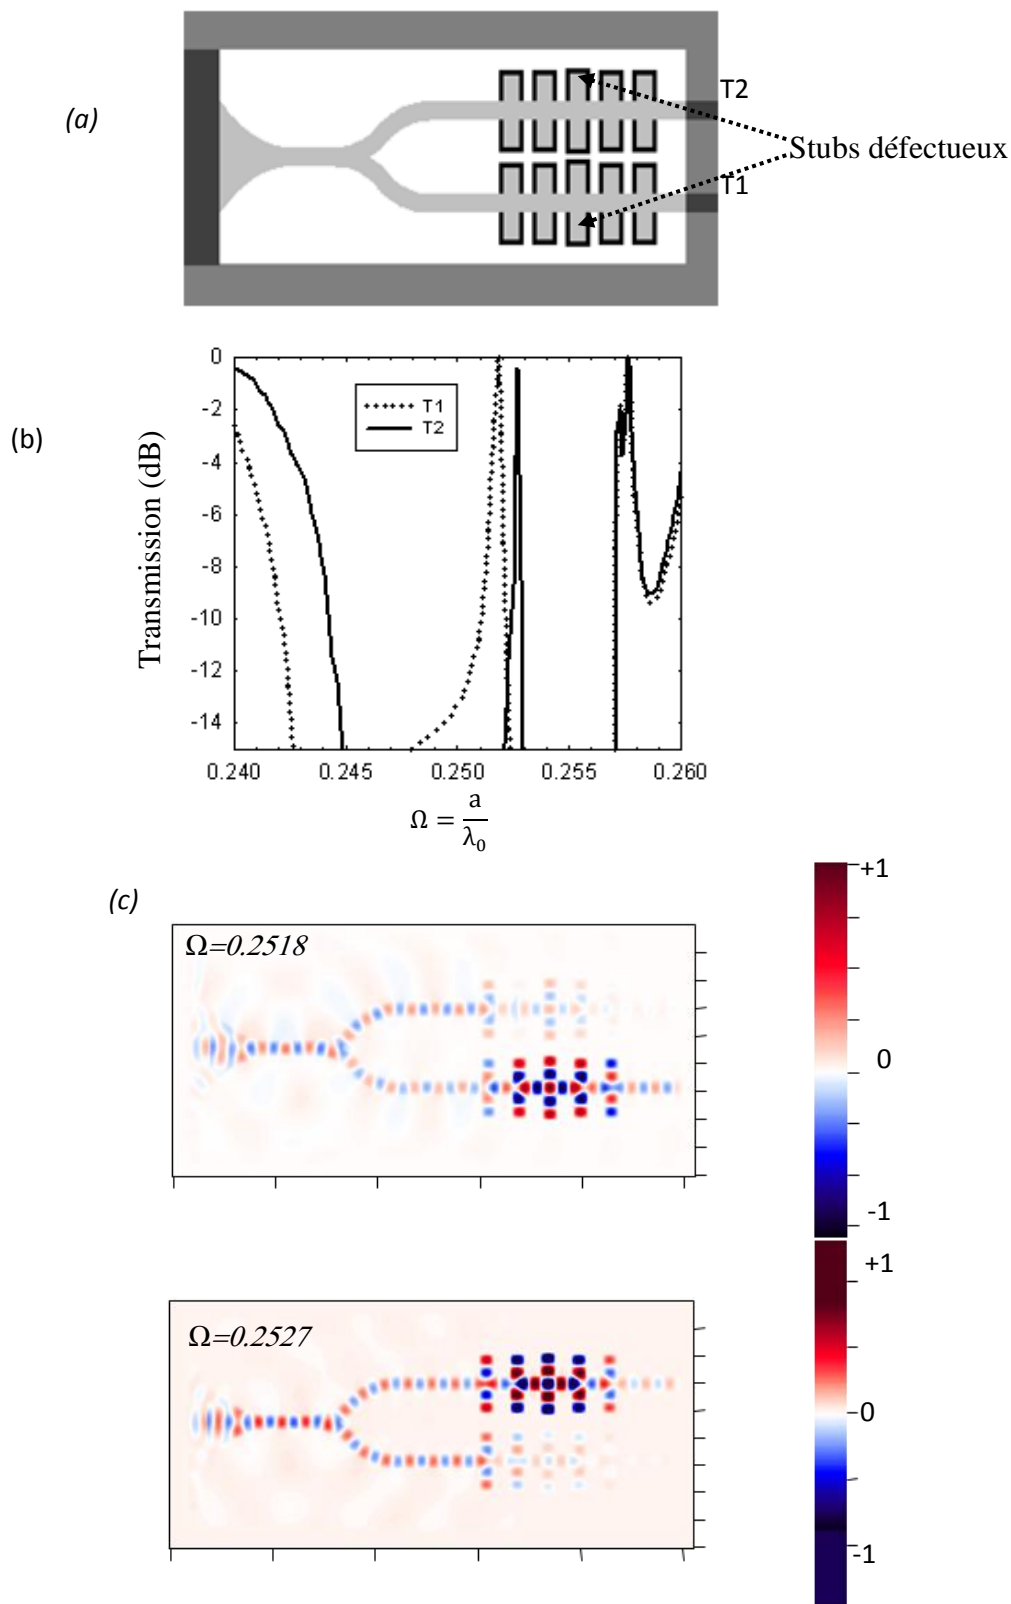 (a)
T2
Stubs défectueux
T1
(b)
Transmission (dB)
0
-2
-4
-6
-8
-10
-12
-14
T1
T2
0.240 0.245 0.250 0.255 0.260
Ω = a/λ₀
(c)
Ω=0.2518
+1
0
-1
Ω=0.2527
+1
0
-1